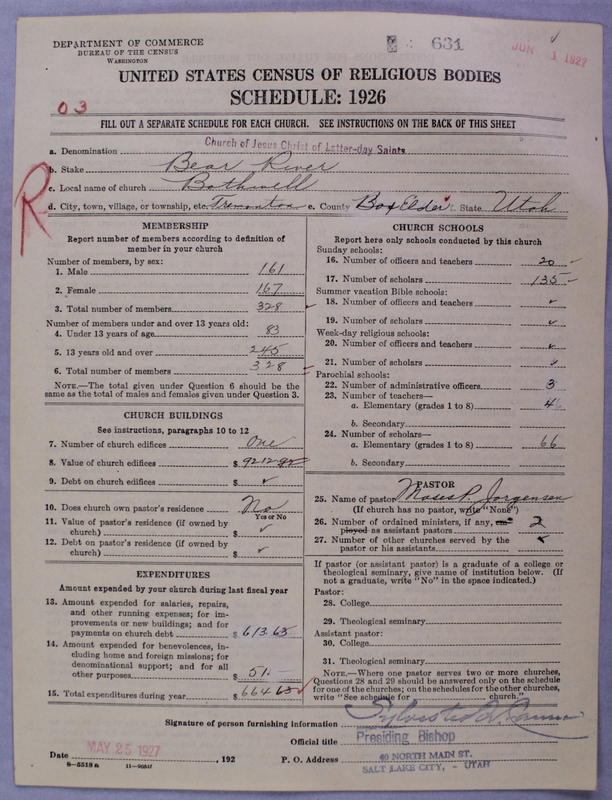 DEPARTMENT OF COMMERCE
BUREAU OF THE CENSUS
WASHINGTON
631
JUN 1 1927
UNITED STATES CENSUS OF RELIGIOUS BODIES
SCHEDULE: 1926
03
FILL OUT A SEPARATE SCHEDULE FOR EACH CHURCH. SEE INSTRUCTIONS ON THE BACK OF THIS SHEET
R
a. Denomination Church of Jesus Christ of Latter-day Saints
b. Stake Bear River
c. Local name of church Bothwell
d. City, town, village, or township, etc. Tremonton e. County Box Elder f. State Utah
MEMBERSHIP
Report number of members according to definition of
member in your church
Number of members, by sex:
1. Male 161
2. Female 167
3. Total number of members 328
Number of members under and over 13 years old:
4. Under 13 years of age 83
5. 13 years old and over 245
6. Total number of members 328
NOTE.—The total given under Question 6 should be the
same as the total of males and females given under Question 3.
CHURCH BUILDINGS
See instructions, paragraphs 10 to 12
7. Number of church edifices One
8. Value of church edifices $
9. Debt on church edifices $ ✓
10. Does church own pastor's residence No
Yes or No
11. Value of pastor's residence (if owned by
church) $ ✓
12. Debt on pastor's residence (if owned by
church) $ ✓
EXPENDITURES
Amount expended by church during last fiscal year
13. Amount expended for salaries, repairs,
and other running expenses; for im-
provements or new buildings; and for
payments on church debt $ 613.65
14. Amount expended for benevolences, in-
cluding home and foreign missions; for
denominational support; and for all
other purposes $ 51.—
15. Total expenditures during year $ 664 65
CHURCH SCHOOLS
Report here only schools conducted by this church
Sunday schools:
16. Number of officers and teachers 20
17. Number of scholars 135
Summer vacation Bible schools:
18. Number of officers and teachers ✓
19. Number of scholars ✓
Week-day religious schools:
20. Number of officers and teachers ✓
21. Number of scholars ✓
Parochial schools:
22. Number of administrative officers 3
23. Number of teachers—
a. Elementary (grades 1 to 8) 4
b. Secondary
24. Number of scholars—
a. Elementary (grades 1 to 8) 66
b. Secondary
PASTOR
25. Name of pastor Moses P. Jorgensen
(If church has no pastor, write "None")
26. Number of ordained ministers, if any, em-
ployed as assistant pastors 2
27. Number of other churches served by the
pastor or his assistants
If pastor (or assistant pastor) is a graduate of a college or
theological seminary, give name of institution below. (If
not a graduate, write "No" in the space indicated.)
Pastor:
28. College
29. Theological seminary
Assistant pastor:
30. College
31. Theological seminary
NOTE.—Where one pastor serves two or more churches,
Questions 28 and 29 should be answered only on the schedule
for one of the churches; on the schedules for the other churches,
write "See schedule for church."
Signature of person furnishing information Sylvester Q. Cannon
Official title Presiding Bishop
Date MAY 25 1927, 192 P. O. Address 40 NORTH MAIN ST.
SALT LAKE CITY, - UTAH
8—5518a